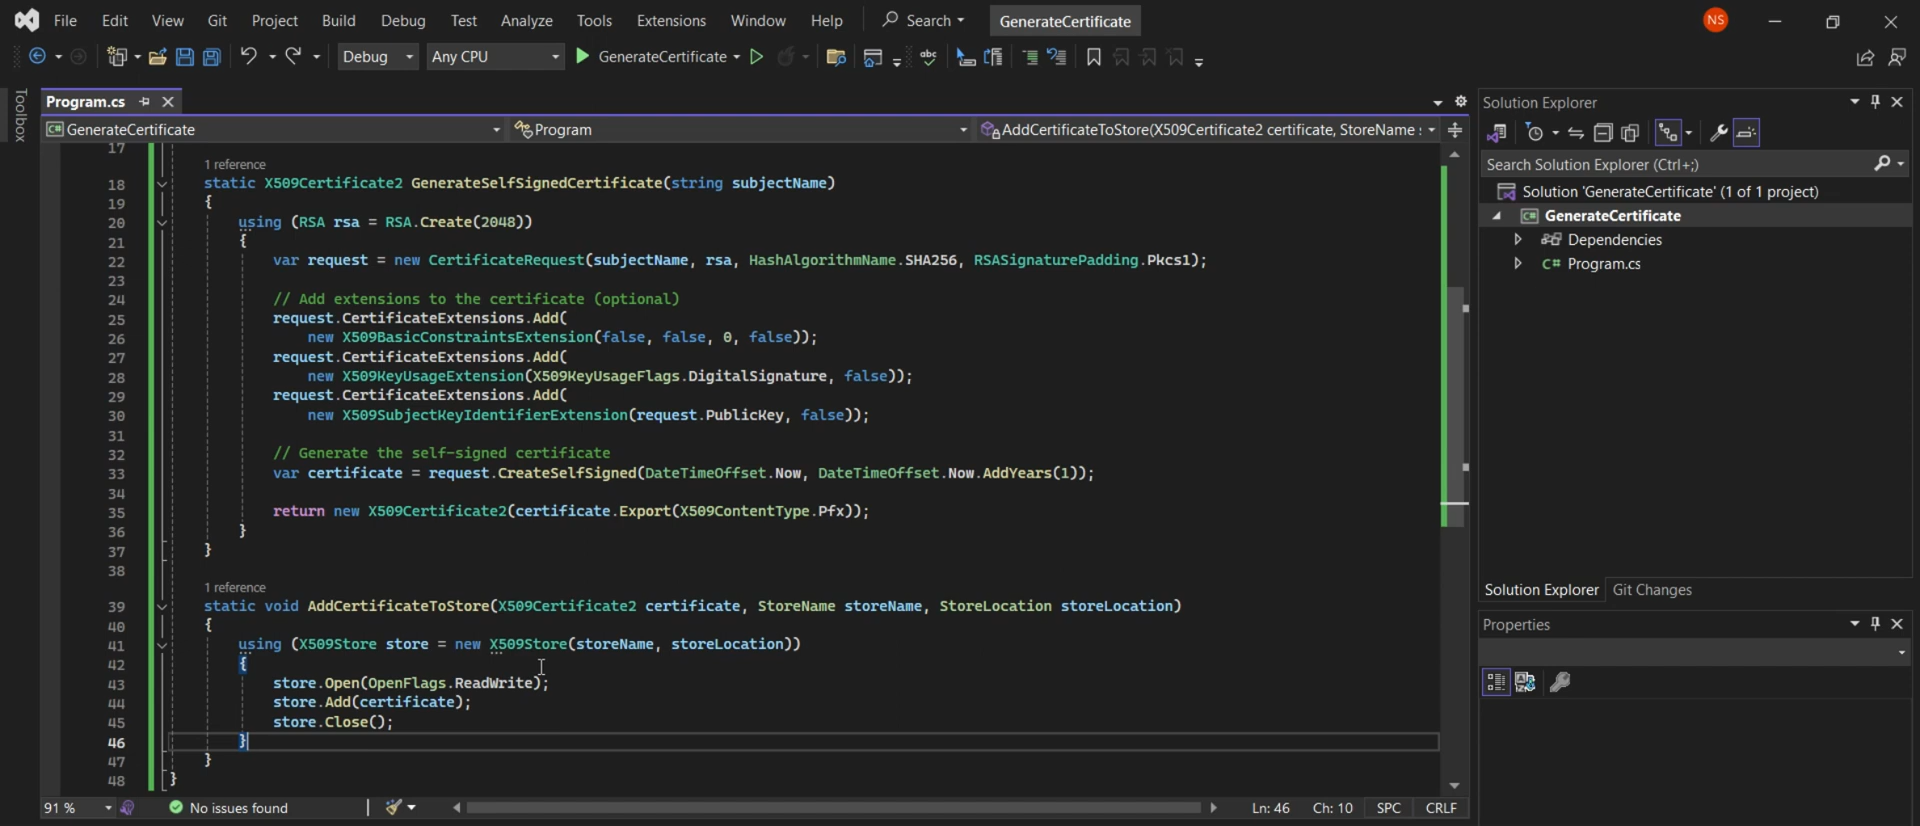 File Edit View Git Project Build Debug Test Analyze Tools Extensions Window Help Search GenerateCertificate NS
Debug Any CPU GenerateCertificate
Toolbox
Program.cs
GenerateCertificate Program AddCertificateToStore(X509Certificate2 certificate, StoreName s
17
1 reference
18 static X509Certificate2 GenerateSelfSignedCertificate(string subjectName)
19 {
20 using (RSA rsa = RSA.Create(2048))
21 {
22 var request = new CertificateRequest(subjectName, rsa, HashAlgorithmName.SHA256, RSASignaturePadding.Pkcs1);
23
24 // Add extensions to the certificate (optional)
25 request.CertificateExtensions.Add(
26 new X509BasicConstraintsExtension(false, false, 0, false));
27 request.CertificateExtensions.Add(
28 new X509KeyUsageExtension(X509KeyUsageFlags.DigitalSignature, false));
29 request.CertificateExtensions.Add(
30 new X509SubjectKeyIdentifierExtension(request.PublicKey, false));
31
32 // Generate the self-signed certificate
33 var certificate = request.CreateSelfSigned(DateTimeOffset.Now, DateTimeOffset.Now.AddYears(1));
34
35 return new X509Certificate2(certificate.Export(X509ContentType.Pfx));
36 }
37 }
38
1 reference
39 static void AddCertificateToStore(X509Certificate2 certificate, StoreName storeName, StoreLocation storeLocation)
40 {
41 using (X509Store store = new X509Store(storeName, storeLocation))
42 {
43 store.Open(OpenFlags.ReadWrite);
44 store.Add(certificate);
45 store.Close();
46 }
47 }
48 }
91 % No issues found Ln: 46 Ch: 10 SPC CRLF
Solution Explorer
Search Solution Explorer (Ctrl+;)
Solution 'GenerateCertificate' (1 of 1 project)
GenerateCertificate
Dependencies
C# Program.cs
Solution Explorer Git Changes
Properties